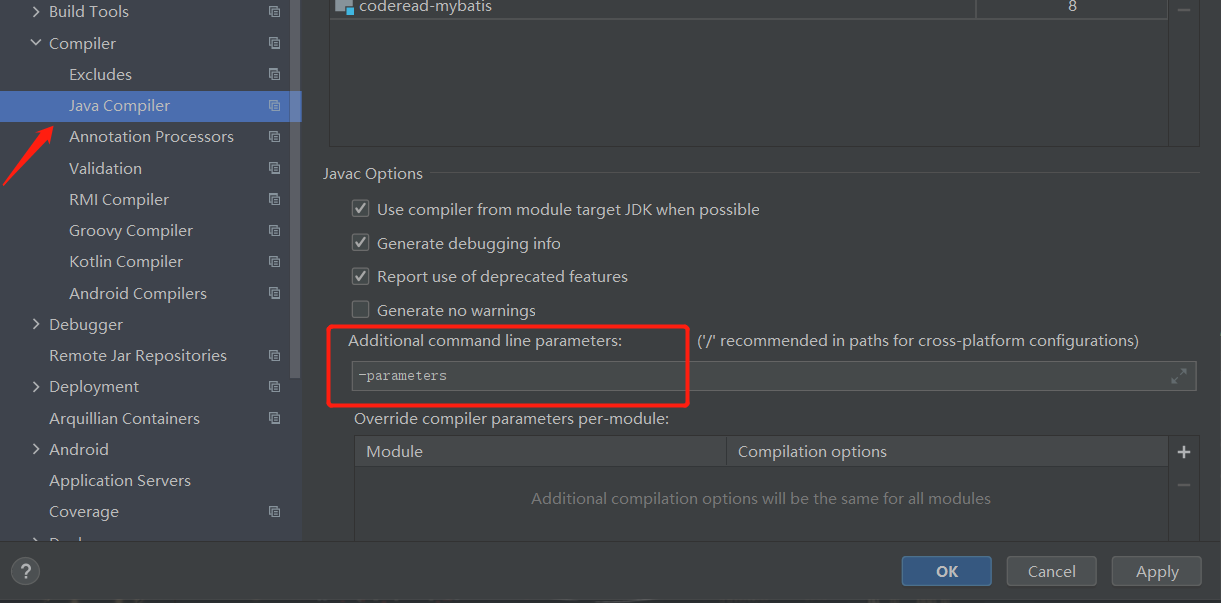 Build Tools
Compiler
Excludes
Java Compiler
Annotation Processors
Validation
RMI Compiler
Groovy Compiler
Kotlin Compiler
Android Compilers
Debugger
Remote Jar Repositories
Deployment
Arquillian Containers
Android
Application Servers
Coverage
coderead-mybatis 8
Javac Options
Use compiler from module target JDK when possible
Generate debugging info
Report use of deprecated features
Generate no warnings
Additional command line parameters: ('/' recommended in paths for cross-platform configurations)
-parameters
Override compiler parameters per-module:
Module Compilation options
Additional compilation options will be the same for all modules
? OK Cancel Apply